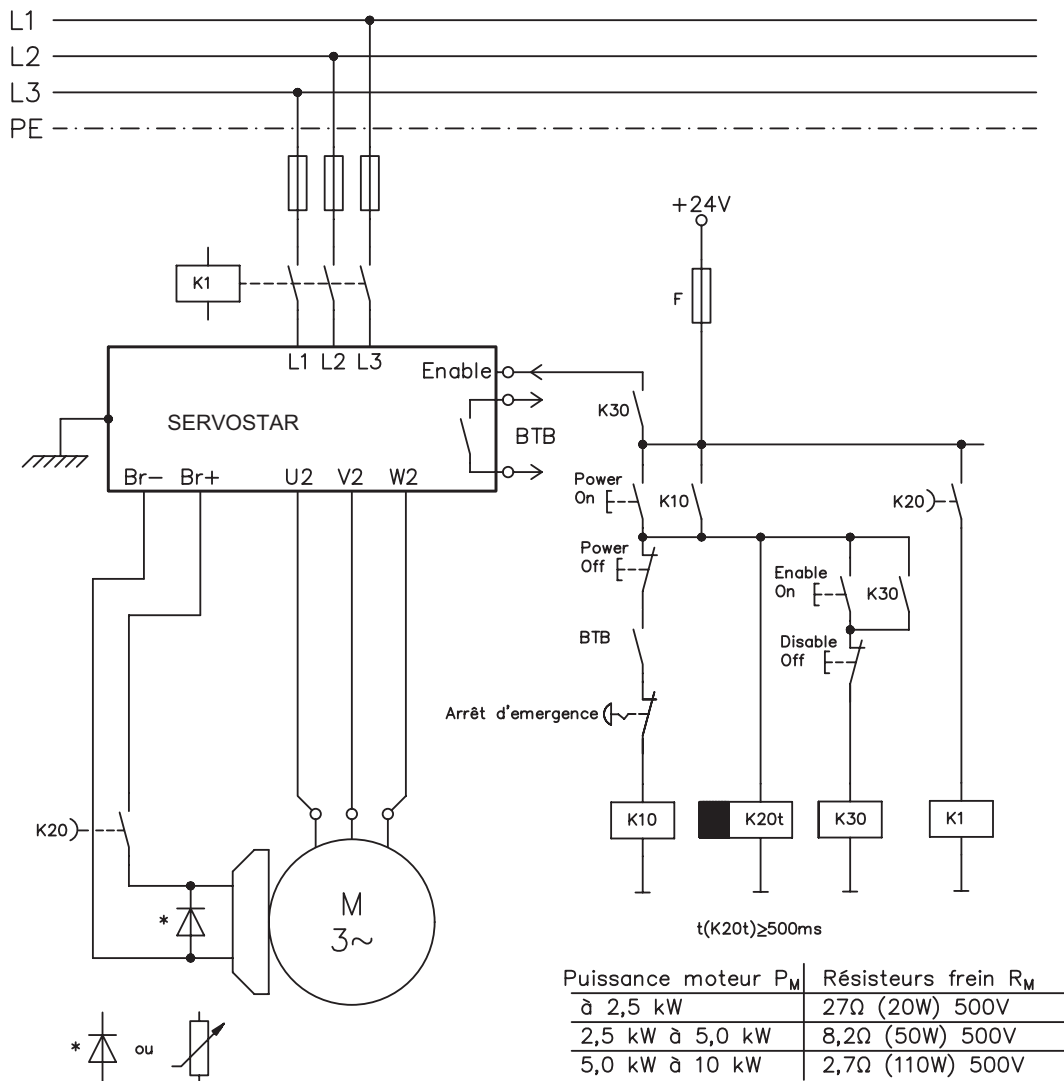 L1
L2
L3
PE
+24V
F
K1
L1 L2 L3
Enable
K30
SERVOSTAR
BTB
Br- Br+ U2 V2 W2
Power
On
K10
K20
Power
Off
Enable
On
K30
BTB
Disable
Off
Arrêt d'emergence
K10
K20t
K30
K1
K20
M
3~
*
t(K20t)≥500ms
Puissance moteur PM Résisteurs frein RM
à 2,5 kW 27Ω (20W) 500V
2,5 kW à 5,0 kW 8,2Ω (50W) 500V
5,0 kW à 10 kW 2,7Ω (110W) 500V
* ou